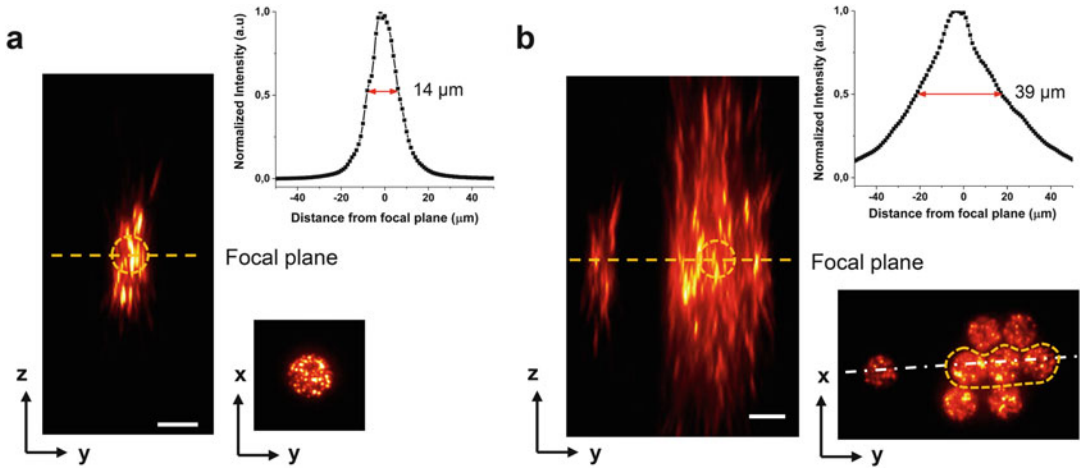 a
Normalized Intensity (a.u)
1,0
0,5
0,0
14 μm
-40 -20 0 20 40
Distance from focal plane (μm)
Focal plane
z
y
x
y
b
Normalized Intensity (a.u)
1,0
0,5
0,0
39 μm
-40 -20 0 20 40
Distance from focal plane (μm)
Focal plane
z
y
x
y